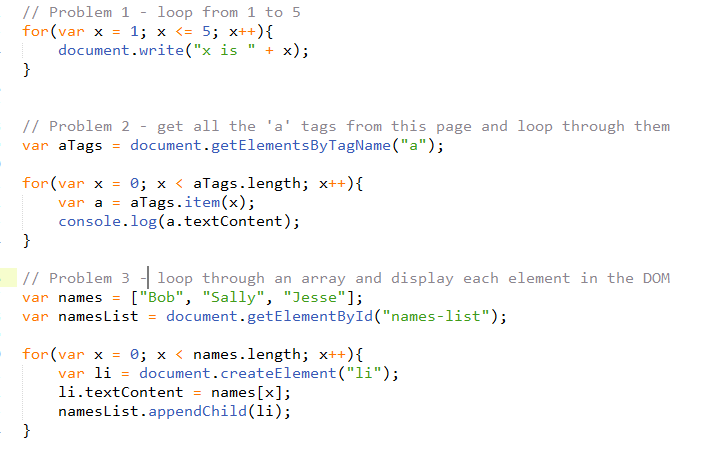 // Problem 1 - loop from 1 to 5
for(var x = 1; x <= 5; x++){
    document.write("x is " + x);
}
// Problem 2 - get all the 'a' tags from this page and loop through them
var aTags = document.getElementsByTagName("a");
for(var x = 0; x < aTags.length; x++){
    var a = aTags.item(x);
    console.log(a.textContent);
}
// Problem 3 - loop through an array and display each element in the DOM
var names = ["Bob", "Sally", "Jesse"];
var namesList = document.getElementById("names-list");
for(var x = 0; x < names.length; x++){
    var li = document.createElement("li");
    li.textContent = names[x];
    namesList.appendChild(li);
}